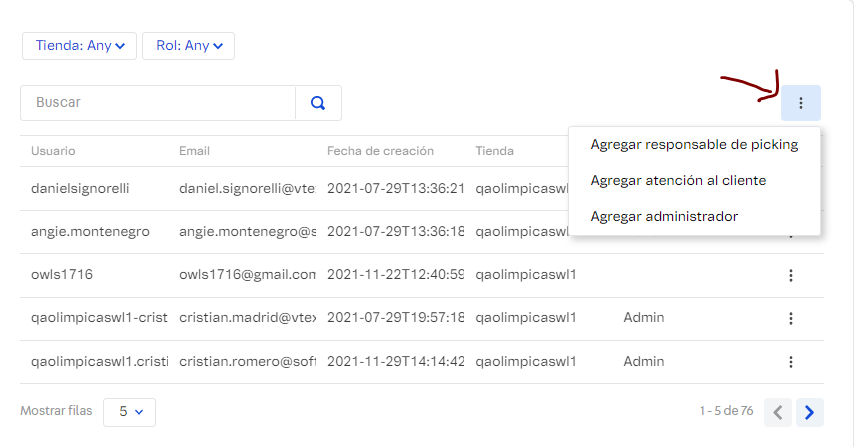 Tienda: Any Rol: Any
Buscar
Usuario Email Fecha de creación Tienda
Agregar responsable de picking
Agregar atención al cliente
Agregar administrador
danielsignorelli daniel.signorelli@vte 2021-07-29T13:36:21 qaolimpicaswl
angie.montenegro angie.montenegro@s 2021-07-29T13:36:18 qaolimpicaswl
owls1716 owls1716@gmail.com 2021-11-22T12:40:59 qaolimpicaswl1
qaolimpicaswl1-crist cristian.madrid@vtex 2021-07-29T19:57:18 qaolimpicaswl1 Admin
qaolimpicaswl1.cristi cristian.romero@soft 2021-11-29T14:14:42 qaolimpicaswl1 Admin
Mostrar filas 5 1 - 5 de 76